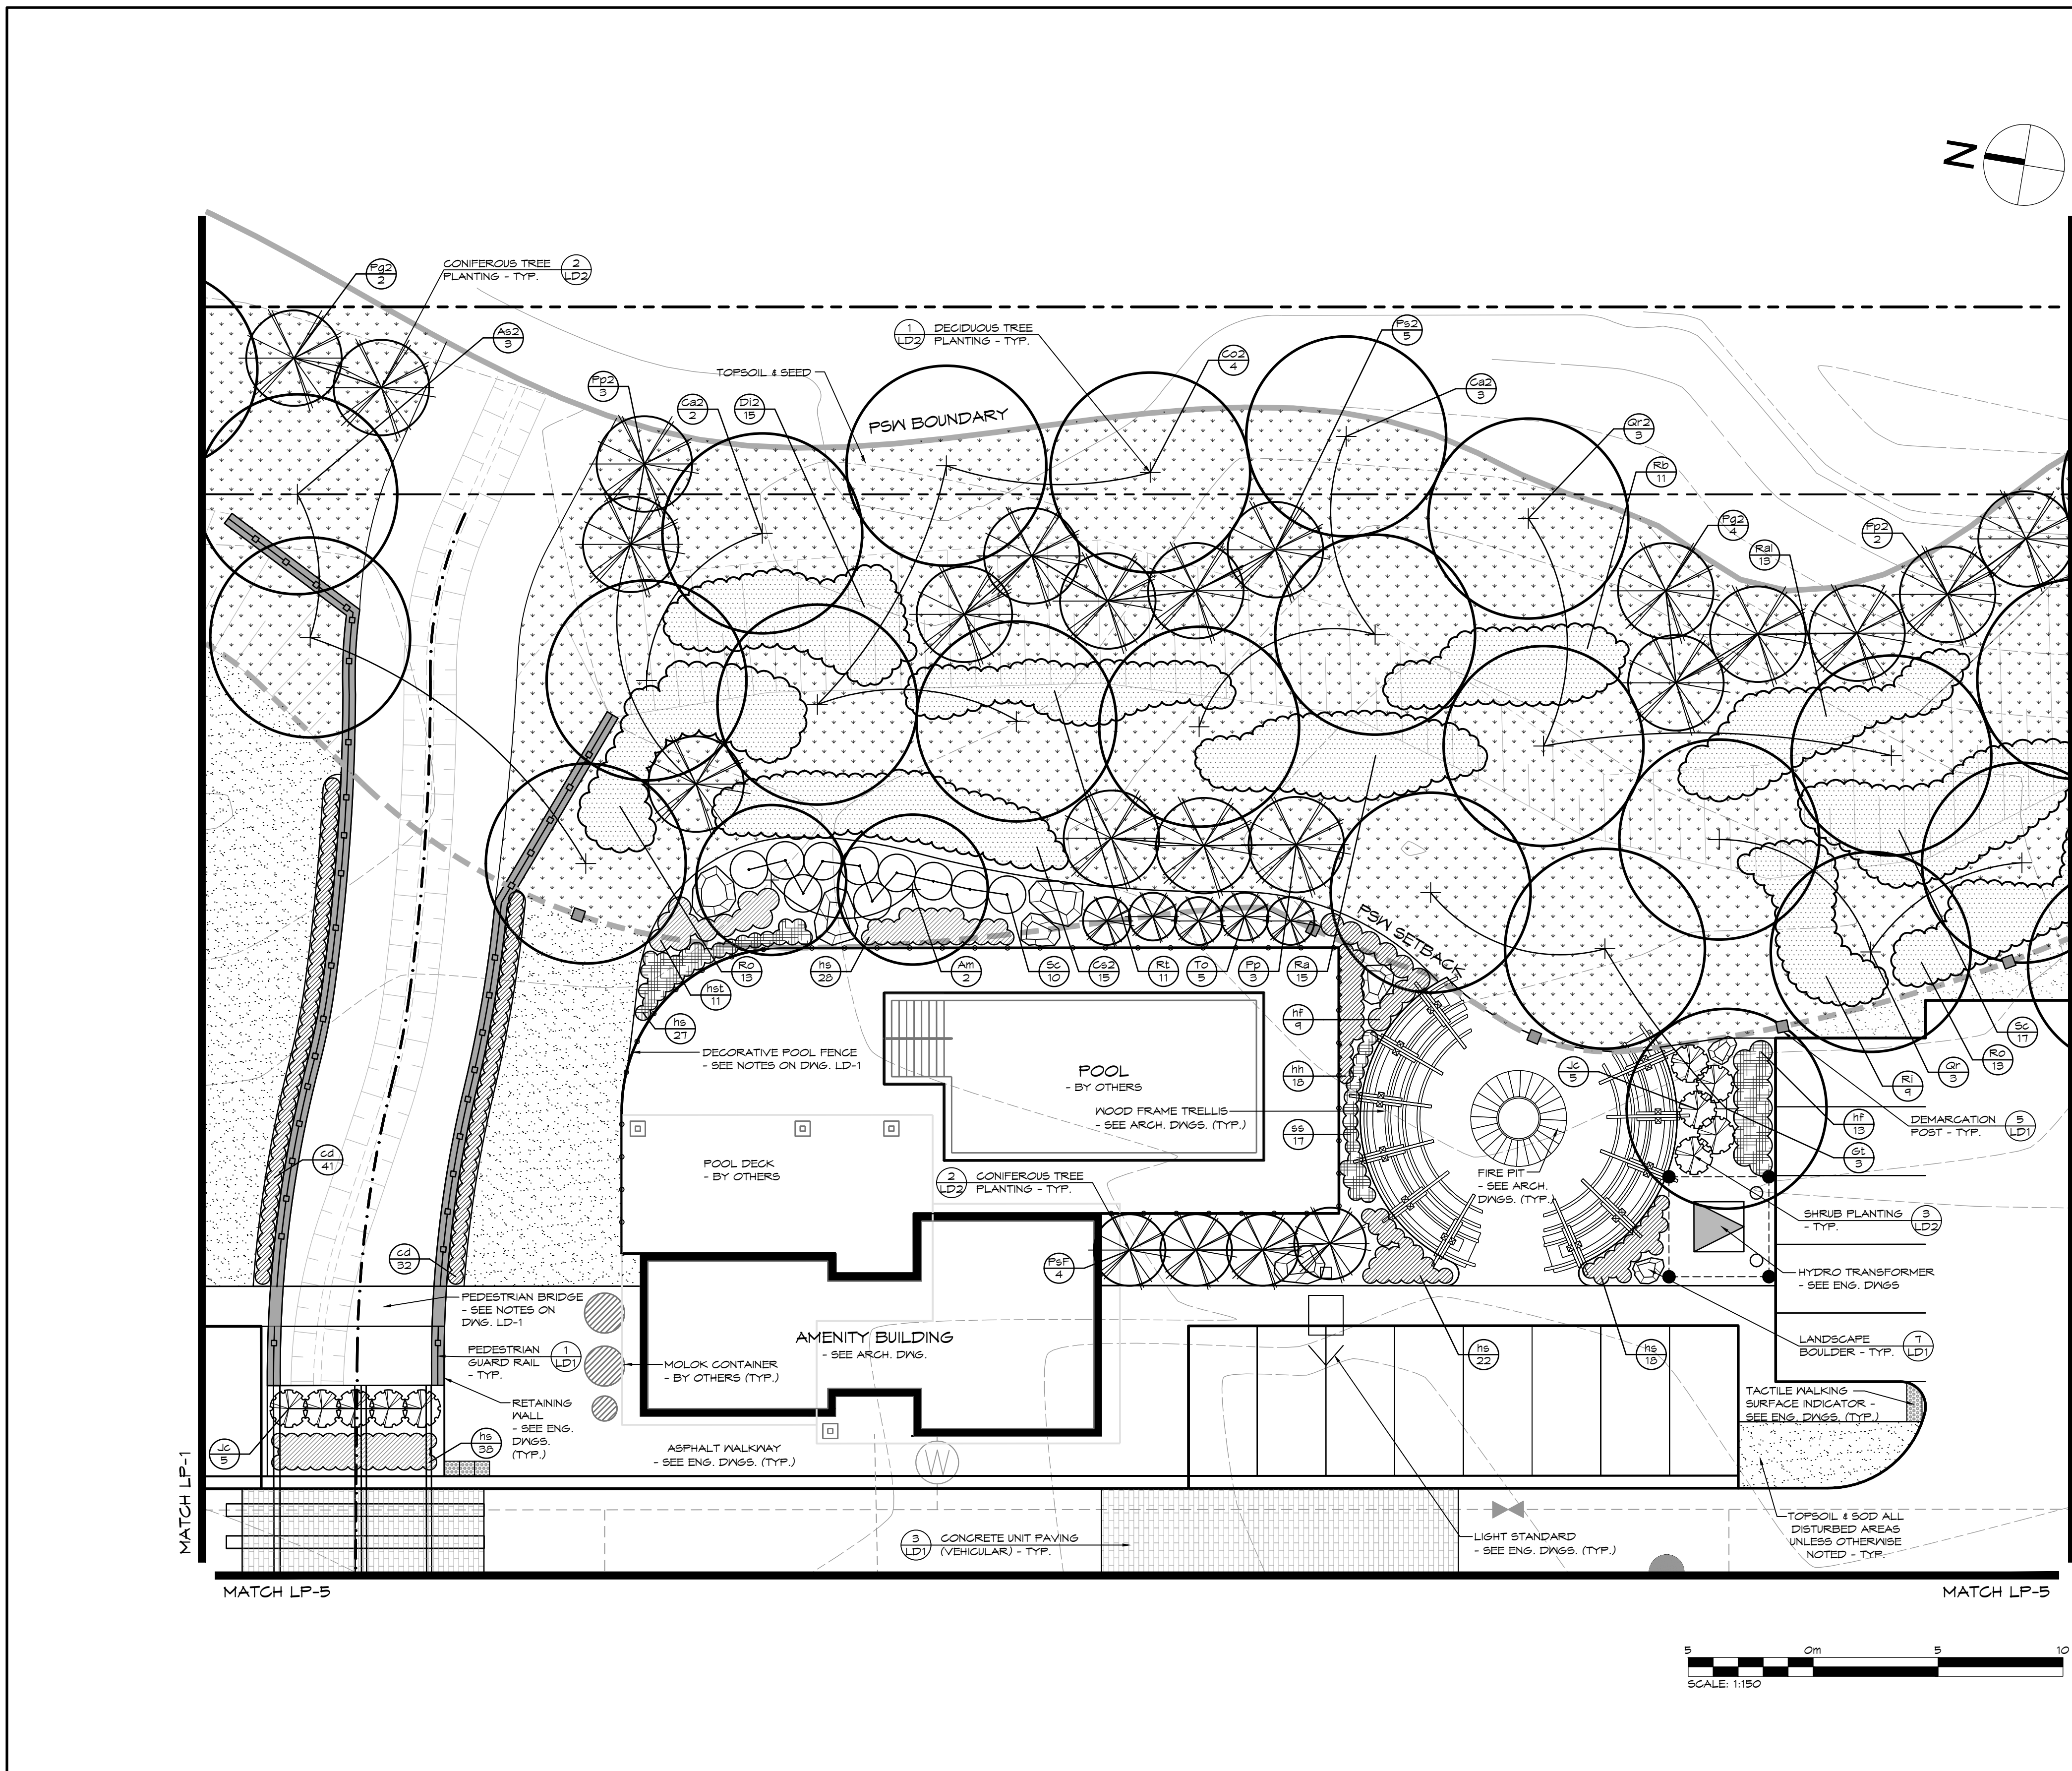 N
Pg2
2
CONIFEROUS TREE
PLANTING - TYP.
2
LD2
As2
3
1
LD2
DECIDUOUS TREE
PLANTING - TYP.
Ps2
5
Co2
4
TOPSOIL & SEED
Pp2
3
Ca2
2
Di2
15
Ca2
3
PSW BOUNDARY
Qr2
3
Rb
11
Pg2
4
Ral
13
Pp2
2
PSW SETBACK
Ro
13
hst
11
hs
28
Am
2
Sc
10
Cs2
15
Rt
11
To
5
Pp
3
Ra
15
hs
27
hf
9
DECORATIVE POOL FENCE
- SEE NOTES ON DWG. LD-1
POOL
- BY OTHERS
hh
18
Jc
5
Sc
17
Ro
13
Qr
3
Ri
9
WOOD FRAME TRELLIS
- SEE ARCH. DWGS. (TYP.)
ss
17
hf
13
DEMARCATION
POST - TYP.
5
LD1
Gt
3
cd
41
POOL DECK
- BY OTHERS
2
LD2
CONIFEROUS TREE
PLANTING - TYP.
FIRE PIT
- SEE ARCH.
DWGS. (TYP.)
SHRUB PLANTING
- TYP.
3
LD2
cd
32
PsF
4
HYDRO TRANSFORMER
- SEE ENG. DWGS
PEDESTRIAN BRIDGE
- SEE NOTES ON
DWG. LD-1
AMENITY BUILDING
- SEE ARCH. DWG.
PEDESTRIAN
GUARD RAIL
- TYP.
1
LD1
MOLOK CONTAINER
- BY OTHERS (TYP.)
hs
22
hs
18
LANDSCAPE
BOULDER - TYP.
7
LD1
RETAINING
WALL
- SEE ENG.
DWGS.
(TYP.)
TACTILE WALKING
SURFACE INDICATOR -
SEE ENG. DWGS. (TYP.)
Jc
5
hs
38
ASPHALT WALKWAY
- SEE ENG. DWGS. (TYP.)
W
MATCH LP-1
3
LD1
CONCRETE UNIT PAVING
(VEHICULAR) - TYP.
LIGHT STANDARD
- SEE ENG. DWGS. (TYP.)
TOPSOIL & SOD ALL
DISTURBED AREAS
UNLESS OTHERWISE
NOTED - TYP.
MATCH LP-5
MATCH LP-5
5 0m 5 10
SCALE: 1:150